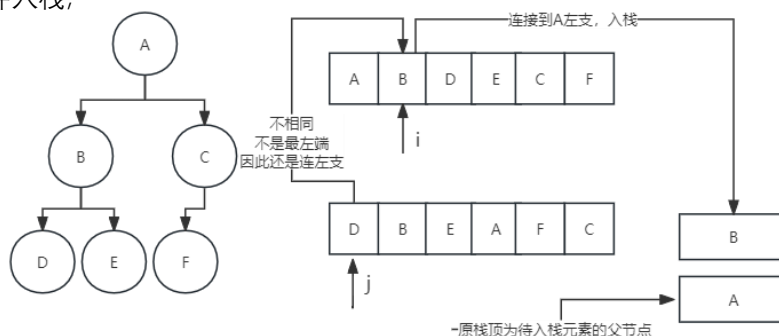 并入栈；
A
B
C
D
E
F
不相同
不是最左端
因此还是连左支
连接到A左支，入栈
A B D E C F
i
D B E A F C
j
B
A
-原栈顶为待入栈元素的父节点